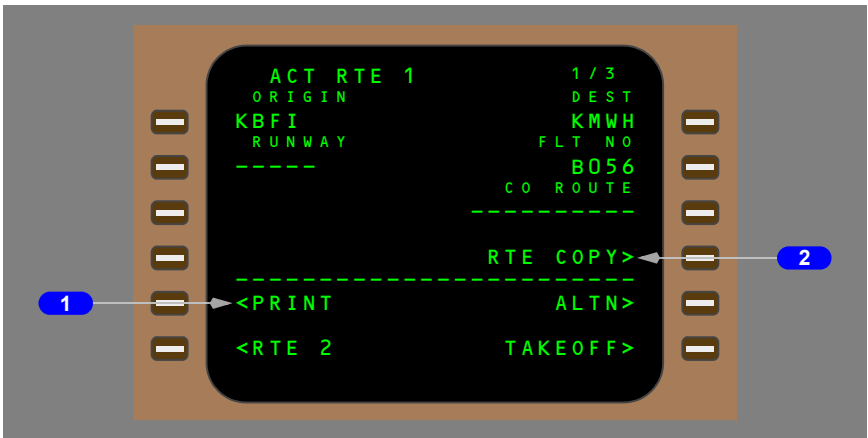 ACT RTE 1 1/3
ORIGIN DEST
KBFI KMWH
RUNWAY FLT NO
----- BO56
CO ROUTE
----------
RTE COPY> 2
------------------------
1 <PRINT ALTN>
<RTE 2 TAKEOFF>